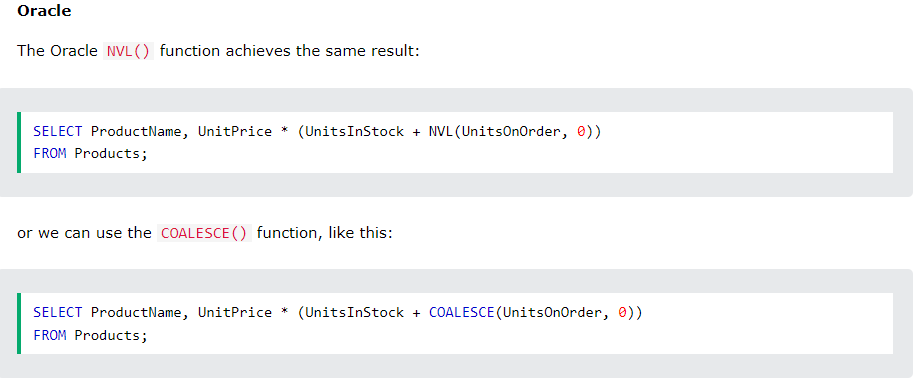 Oracle
The Oracle NVL() function achieves the same result:
SELECT ProductName, UnitPrice * (UnitsInStock + NVL(UnitsOnOrder, 0))
FROM Products;
or we can use the COALESCE() function, like this:
SELECT ProductName, UnitPrice * (UnitsInStock + COALESCE(UnitsOnOrder, 0))
FROM Products;